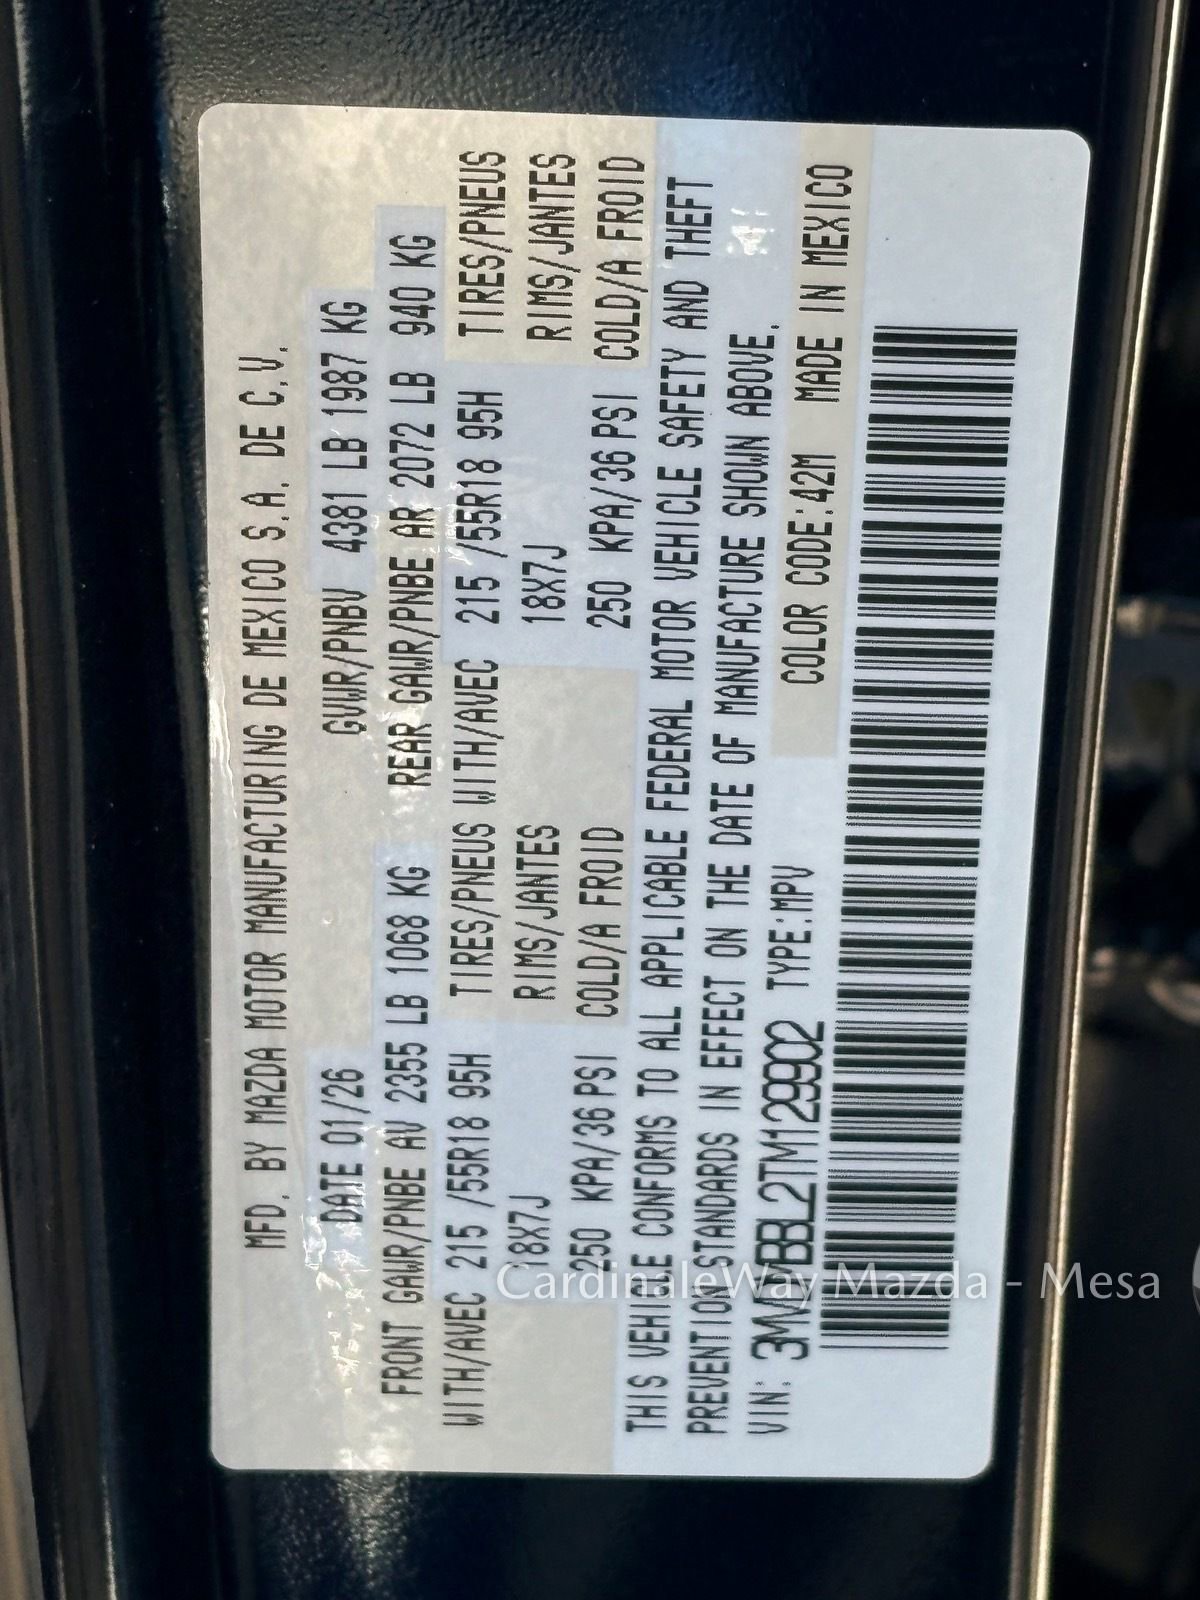 MFD. BY MAZDA MOTOR MANUFACTURING DE MEXICO S.A. DE C.V.
DATE 01/26 GVWR/PNBV 4381 LB 1987 KG
FRONT GAWR/PNBE AV 2355 LB 1068 KG REAR GAWR/PNBE AR 2072 LB 940 KG
WITH/AVEC 215 /55R18 95H TIRES/PNEUS WITH/AVEC 215 /55R18 95H TIRES/PNEUS
18X7J RIMS/JANTES 18X7J RIMS/JANTES
250 KPA/36 PSI COLD/A FROID 250 KPA/36 PSI COLD/A FROID
THIS VEHICLE CONFORMS TO ALL APPLICABLE FEDERAL MOTOR VEHICLE SAFETY AND THEFT
PREVENTION STANDARDS IN EFFECT ON THE DATE OF MANUFACTURE SHOWN ABOVE.
VIN: 3MVDMBBL2TM129902 TYPE:MPV COLOR CODE:42M MADE IN MEXICO
CardinaleWay Mazda - Mesa